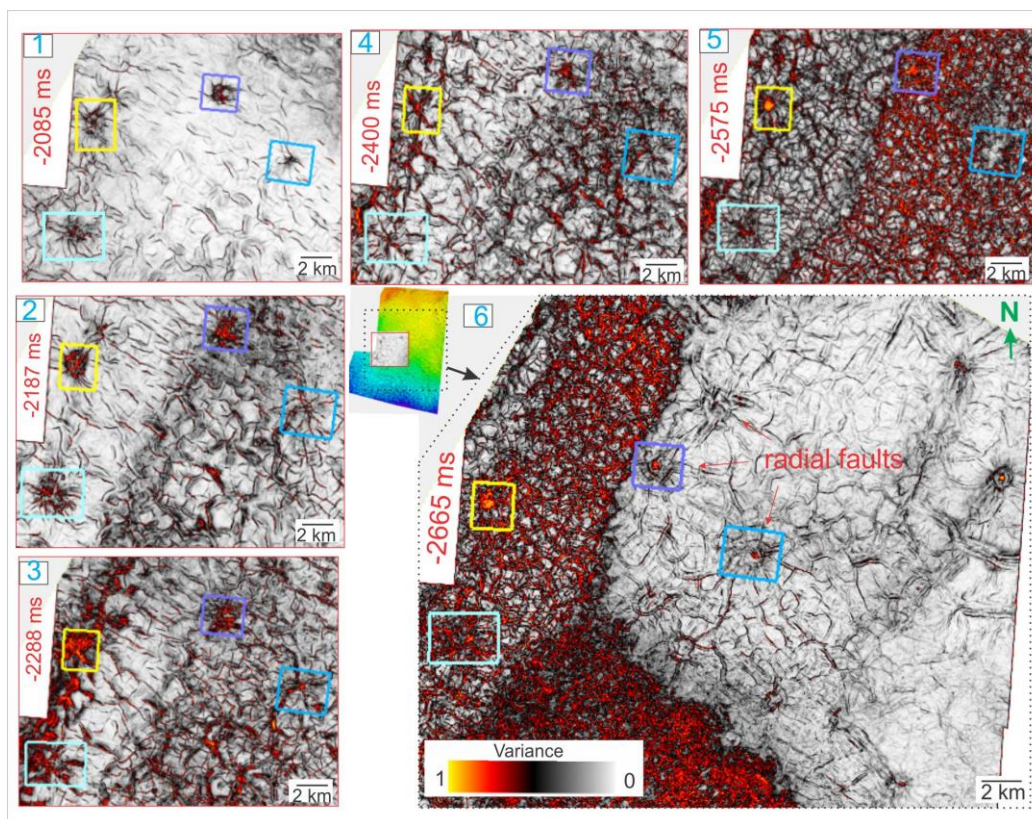 1
-2085 ms
2 km
4
-2400 ms
2 km
5
-2575 ms
2 km
2
-2187 ms
2 km
3
-2288 ms
2 km
6
N
-2665 ms
radial faults
Variance
1
0
2 km